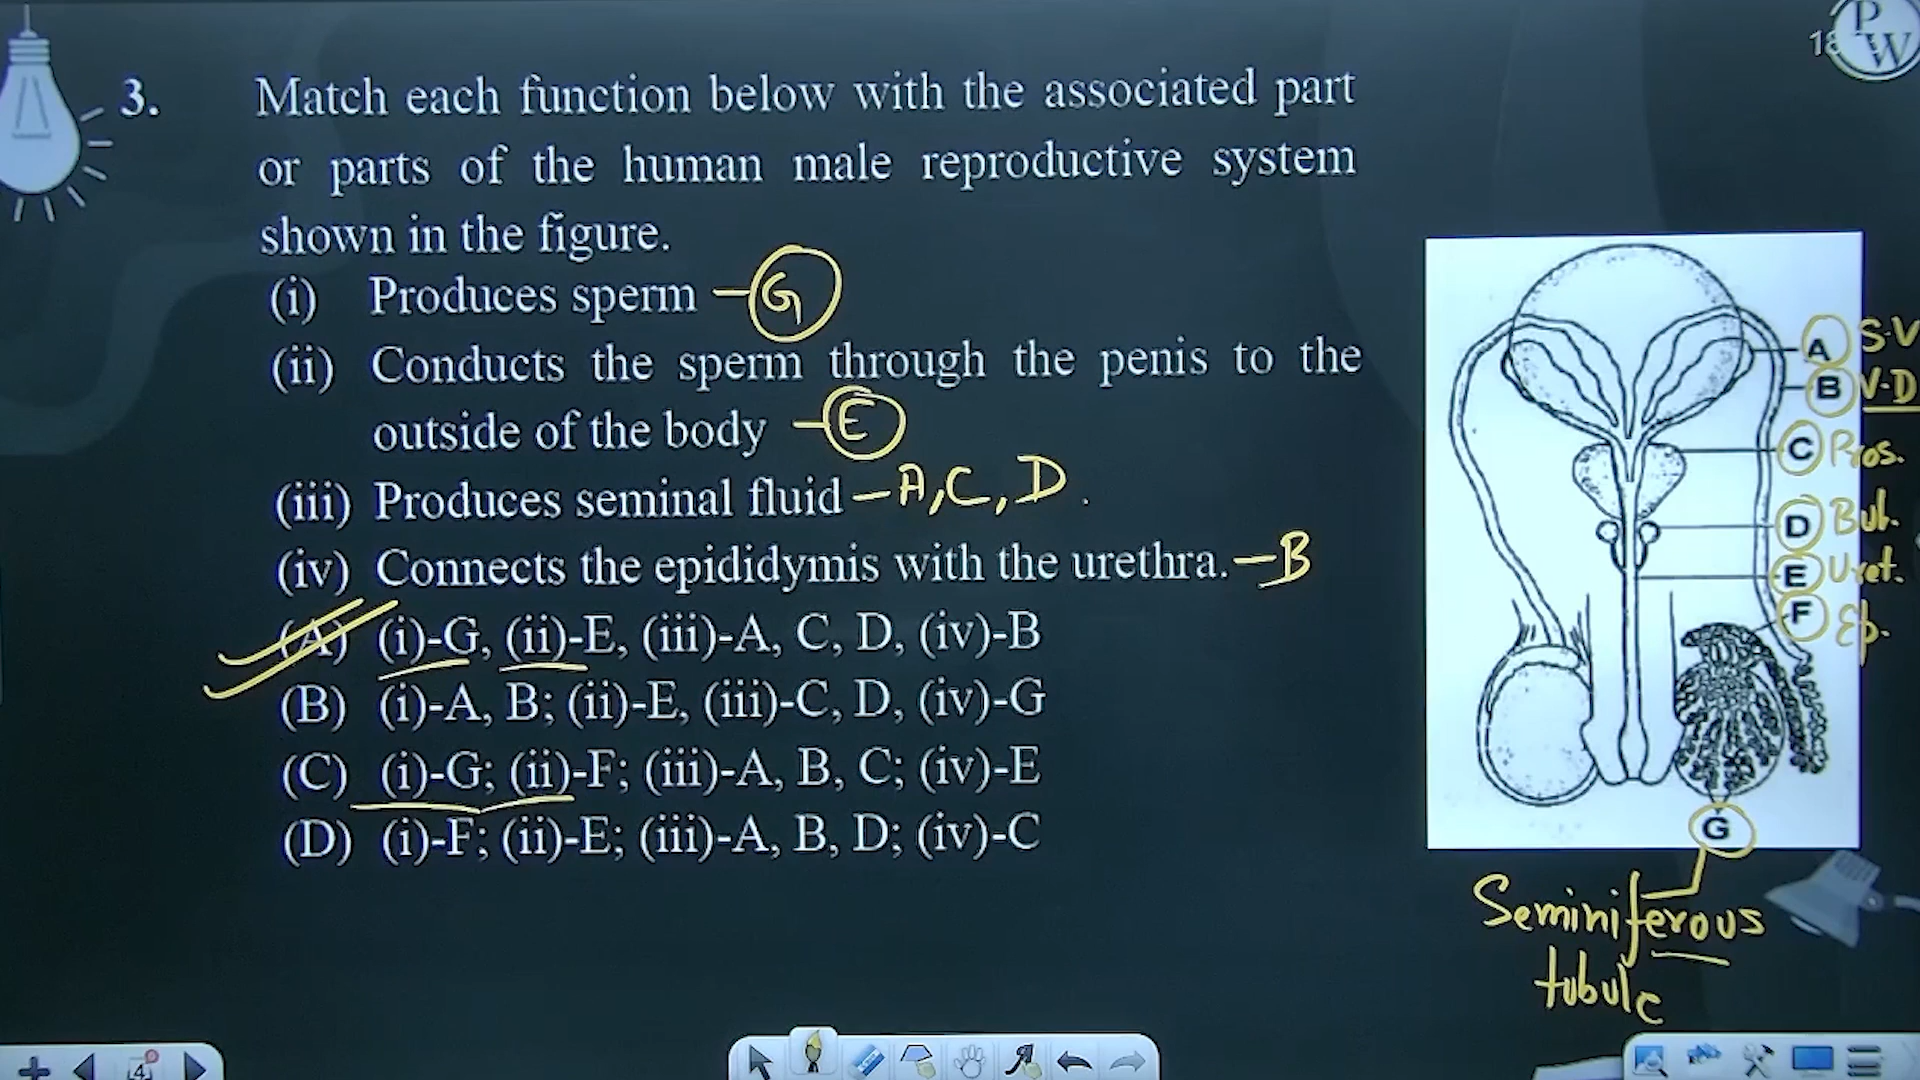 PW
18
3. Match each function below with the associated part
or parts of the human male reproductive system
shown in the figure.
(i) Produces sperm - G
(ii) Conducts the sperm through the penis to the
outside of the body - E
(iii) Produces seminal fluid - A, C, D.
(iv) Connects the epididymis with the urethra. - B
(A) (i)-G, (ii)-E, (iii)-A, C, D, (iv)-B
(B) (i)-A, B; (ii)-E, (iii)-C, D, (iv)-G
(C) (i)-G; (ii)-F; (iii)-A, B, C; (iv)-E
(D) (i)-F; (ii)-E; (iii)-A, B, D; (iv)-C
A S.V
B V.D
C Pros.
D Bul.
E Uret.
F Ep.
G
Seminiferous
tubule
4